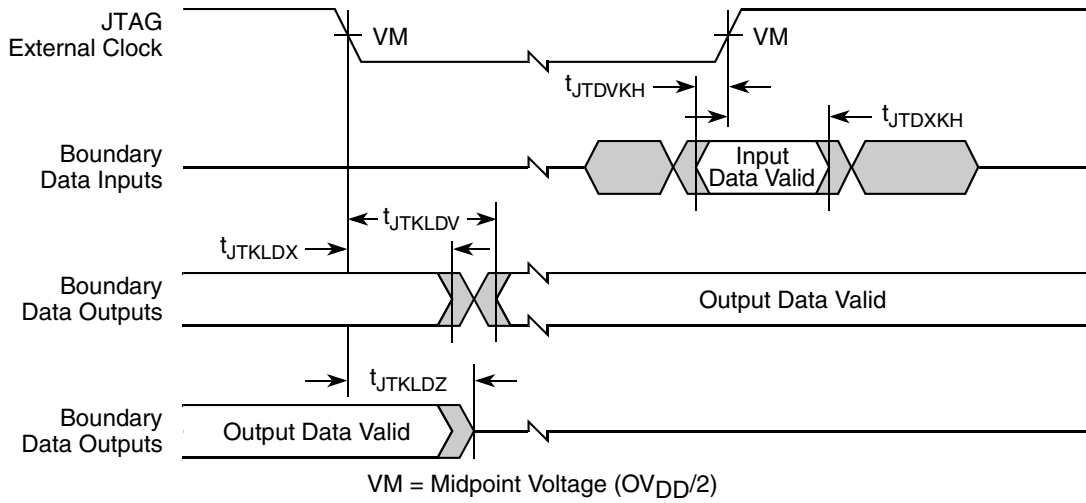 JTAG
External Clock
VM
VM
tJTDVKH
tJTDXKH
Boundary
Data Inputs
Input
Data Valid
tJTKLDV
tJTKLDX
Boundary
Data Outputs
Output Data Valid
tJTKLDZ
Boundary
Data Outputs
Output Data Valid
VM = Midpoint Voltage (OVDD/2)